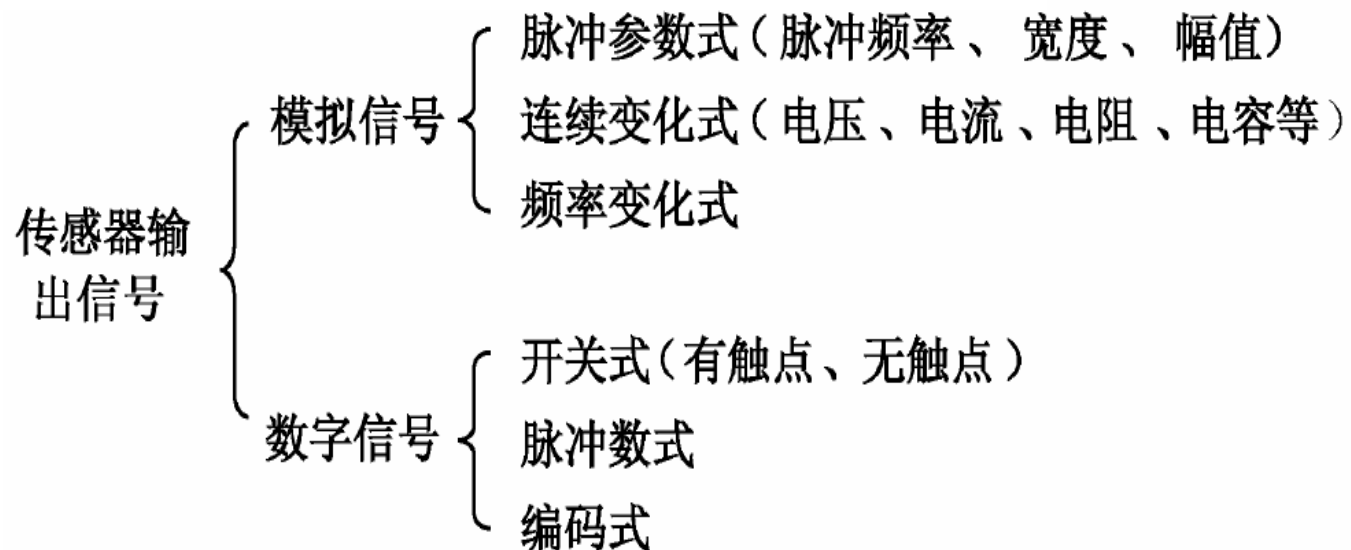 脉冲参数式（脉冲频率、宽度、幅值）
模拟信号
连续变化式（电压、电流、电阻、电容等）
频率变化式
传感器输
出信号
开关式（有触点、无触点）
数字信号
脉冲数式
编码式